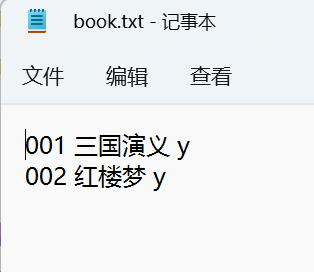 book.txt - 记事本
文件 编辑 查看
001 三国演义 y
002 红楼梦 y